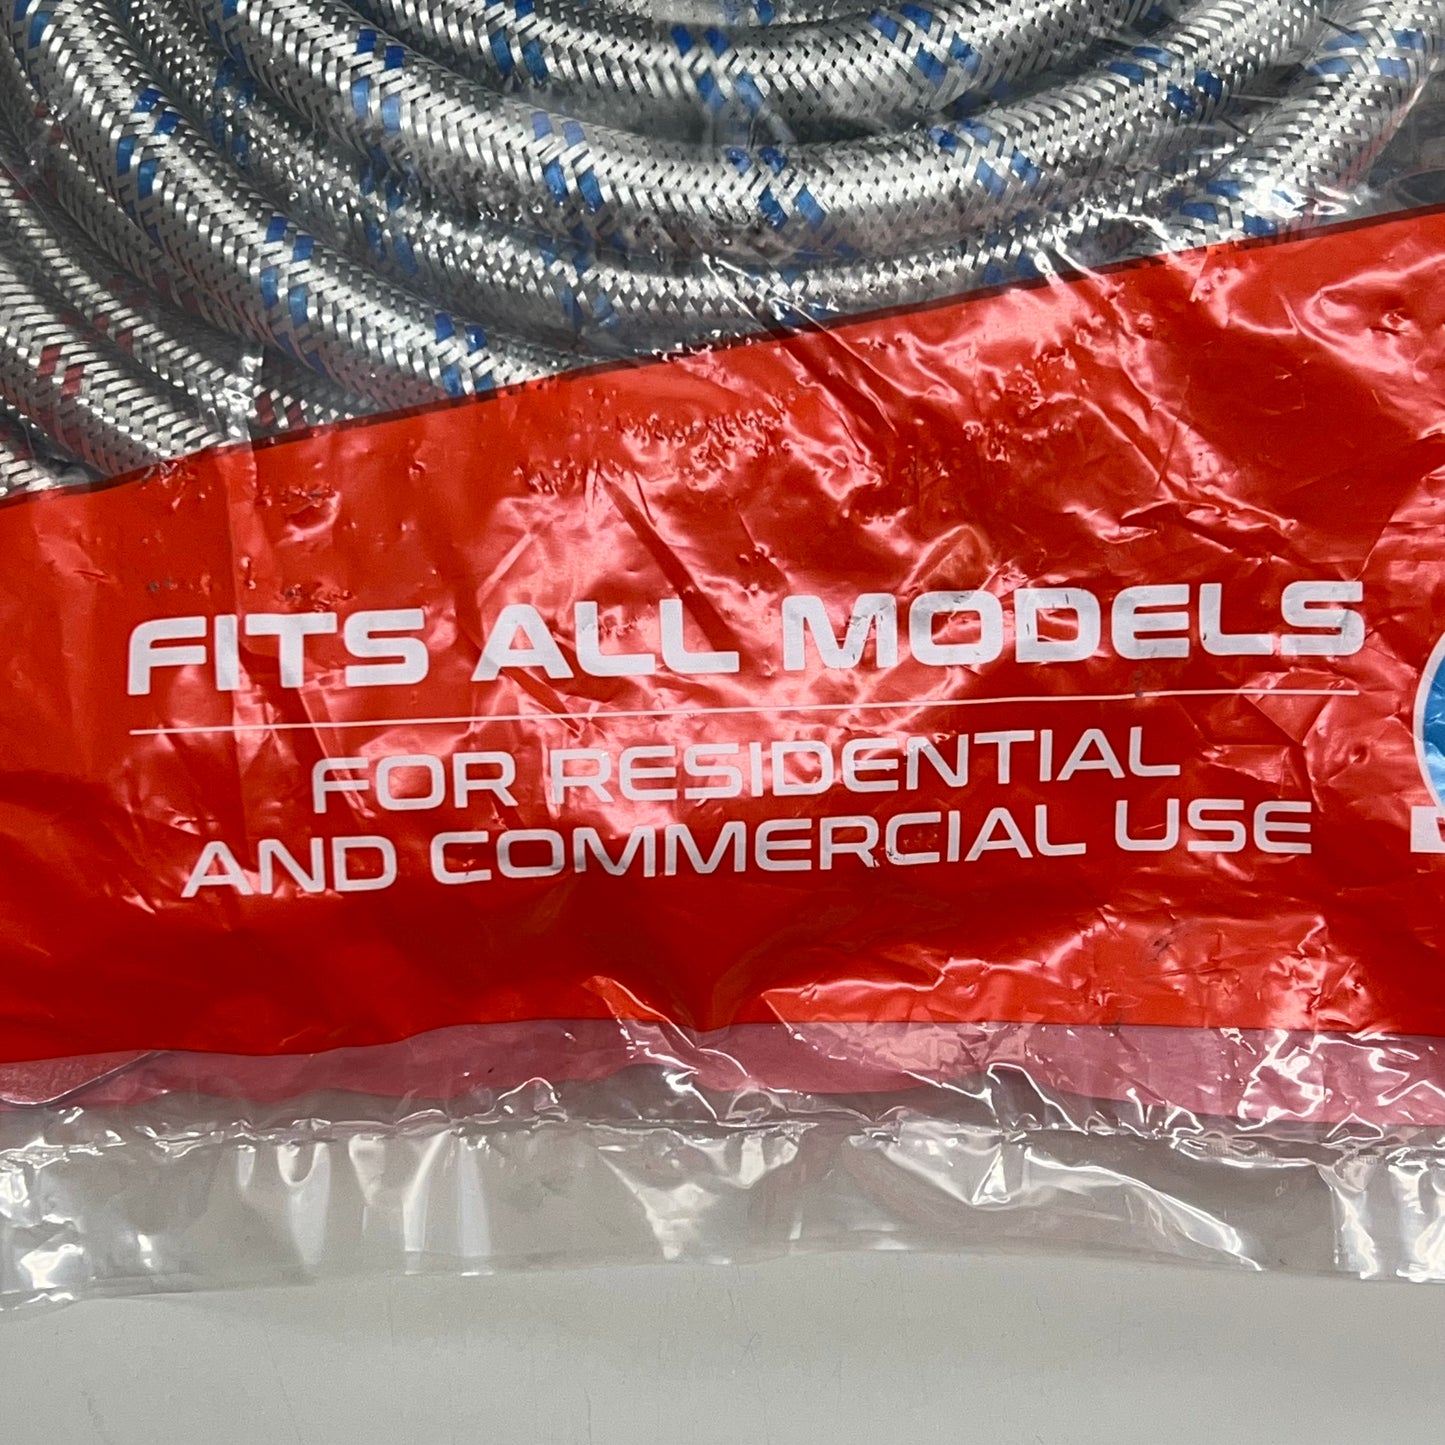 FITS ALL MODELS
FOR RESIDENTIAL
AND COMMERCIAL USE